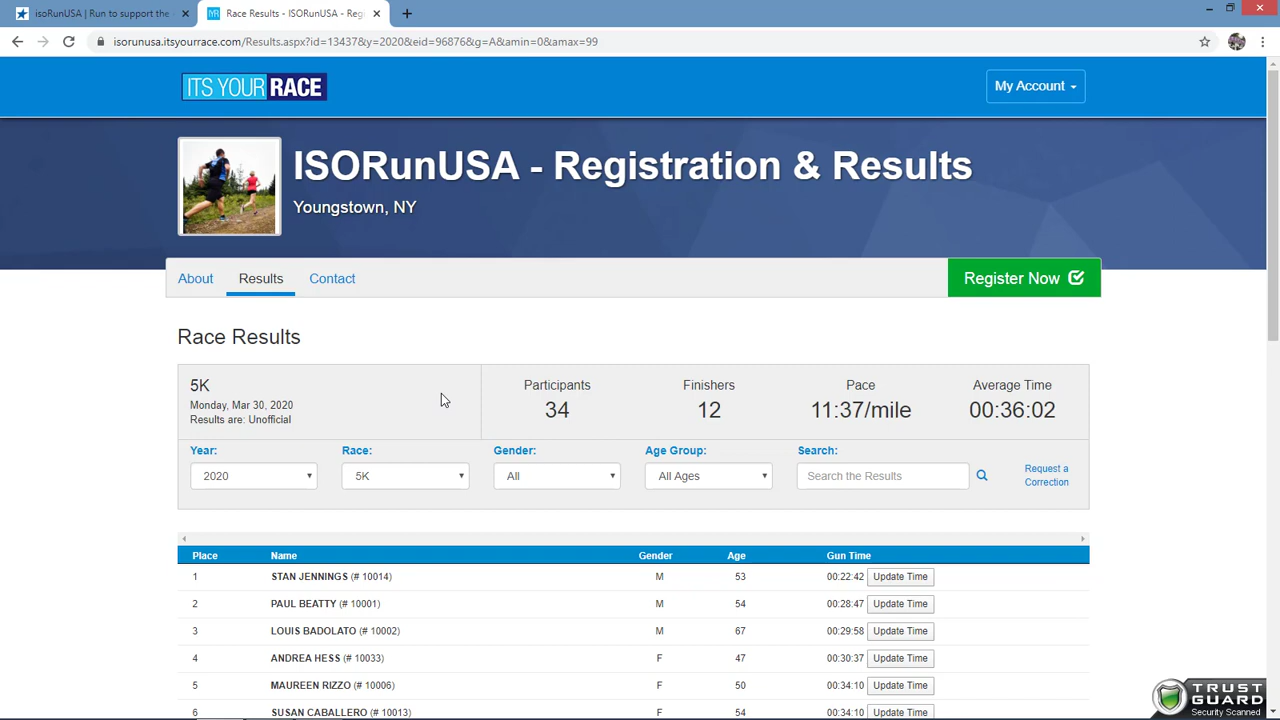 isoRunUSA | Run to support the
Race Results - ISORunUSA - Reg
isorunusa.itsyourrace.com/Results.aspx?id=13437&y=2020&eid=96876&g=A&amin=0&amax=99
ITS YOUR RACE
My Account
ISORunUSA - Registration & Results
Youngstown, NY
About Results Contact Register Now
Race Results
5K
Monday, Mar 30, 2020
Results are: Unofficial
Participants Finishers Pace Average Time
34 12 11:37/mile 00:36:02
Year: Race: Gender: Age Group: Search:
2020 5K All All Ages Search the Results Request a Correction
Place Name Gender Age Gun Time
1 STAN JENNINGS (# 10014) M 53 00:22:42 Update Time
2 PAUL BEATTY (# 10001) M 54 00:28:47 Update Time
3 LOUIS BADOLATO (# 10002) M 67 00:29:58 Update Time
4 ANDREA HESS (# 10033) F 47 00:30:37 Update Time
5 MAUREEN RIZZO (# 10006) F 50 00:34:10 Update Time
6 SUSAN CABALLERO (# 10013) F 54 00:34:10 Update Time
TRUST
GUARD
Security Scanned